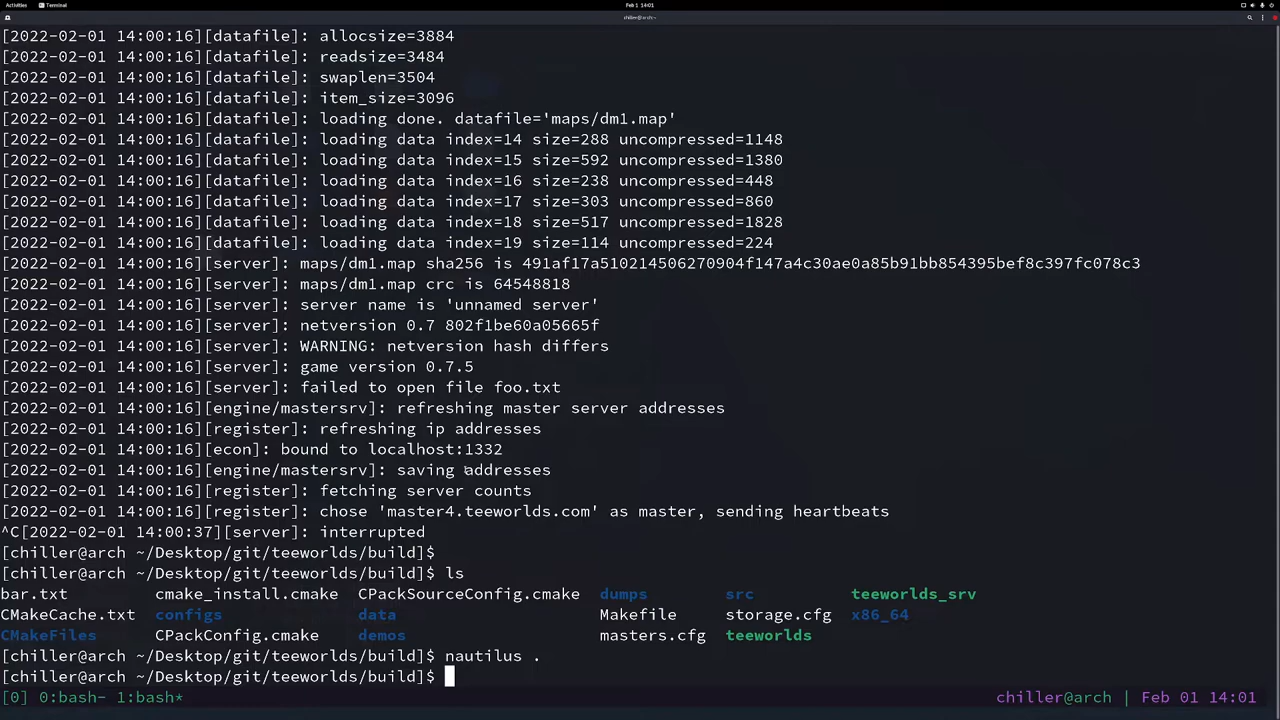 Activities Terminal Feb 1 14:01
chiller@arch:~
[2022-02-01 14:00:16][datafile]: allocsize=3884
[2022-02-01 14:00:16][datafile]: readsize=3484
[2022-02-01 14:00:16][datafile]: swaplen=3504
[2022-02-01 14:00:16][datafile]: item_size=3096
[2022-02-01 14:00:16][datafile]: loading done. datafile='maps/dm1.map'
[2022-02-01 14:00:16][datafile]: loading data index=14 size=288 uncompressed=1148
[2022-02-01 14:00:16][datafile]: loading data index=15 size=592 uncompressed=1380
[2022-02-01 14:00:16][datafile]: loading data index=16 size=238 uncompressed=448
[2022-02-01 14:00:16][datafile]: loading data index=17 size=303 uncompressed=860
[2022-02-01 14:00:16][datafile]: loading data index=18 size=517 uncompressed=1828
[2022-02-01 14:00:16][datafile]: loading data index=19 size=114 uncompressed=224
[2022-02-01 14:00:16][server]: maps/dm1.map sha256 is 491af17a510214506270904f147a4c30ae0a85b91bb854395bef8c397fc078c3
[2022-02-01 14:00:16][server]: maps/dm1.map crc is 64548818
[2022-02-01 14:00:16][server]: server name is 'unnamed server'
[2022-02-01 14:00:16][server]: netversion 0.7 802f1be60a05665f
[2022-02-01 14:00:16][server]: WARNING: netversion hash differs
[2022-02-01 14:00:16][server]: game version 0.7.5
[2022-02-01 14:00:16][server]: failed to open file foo.txt
[2022-02-01 14:00:16][engine/mastersrv]: refreshing master server addresses
[2022-02-01 14:00:16][register]: refreshing ip addresses
[2022-02-01 14:00:16][econ]: bound to localhost:1332
[2022-02-01 14:00:16][engine/mastersrv]: saving addresses
[2022-02-01 14:00:16][register]: fetching server counts
[2022-02-01 14:00:16][register]: chose 'master4.teeworlds.com' as master, sending heartbeats
^C[2022-02-01 14:00:37][server]: interrupted
[chiller@arch ~/Desktop/git/teeworlds/build]$
[chiller@arch ~/Desktop/git/teeworlds/build]$ ls
bar.txt cmake_install.cmake CPackSourceConfig.cmake dumps src teeworlds_srv
CMakeCache.txt configs data Makefile storage.cfg x86_64
CMakeFiles CPackConfig.cmake demos masters.cfg teeworlds
[chiller@arch ~/Desktop/git/teeworlds/build]$ nautilus .
[chiller@arch ~/Desktop/git/teeworlds/build]$
[0] 0:bash- 1:bash* chiller@arch | Feb 01 14:01